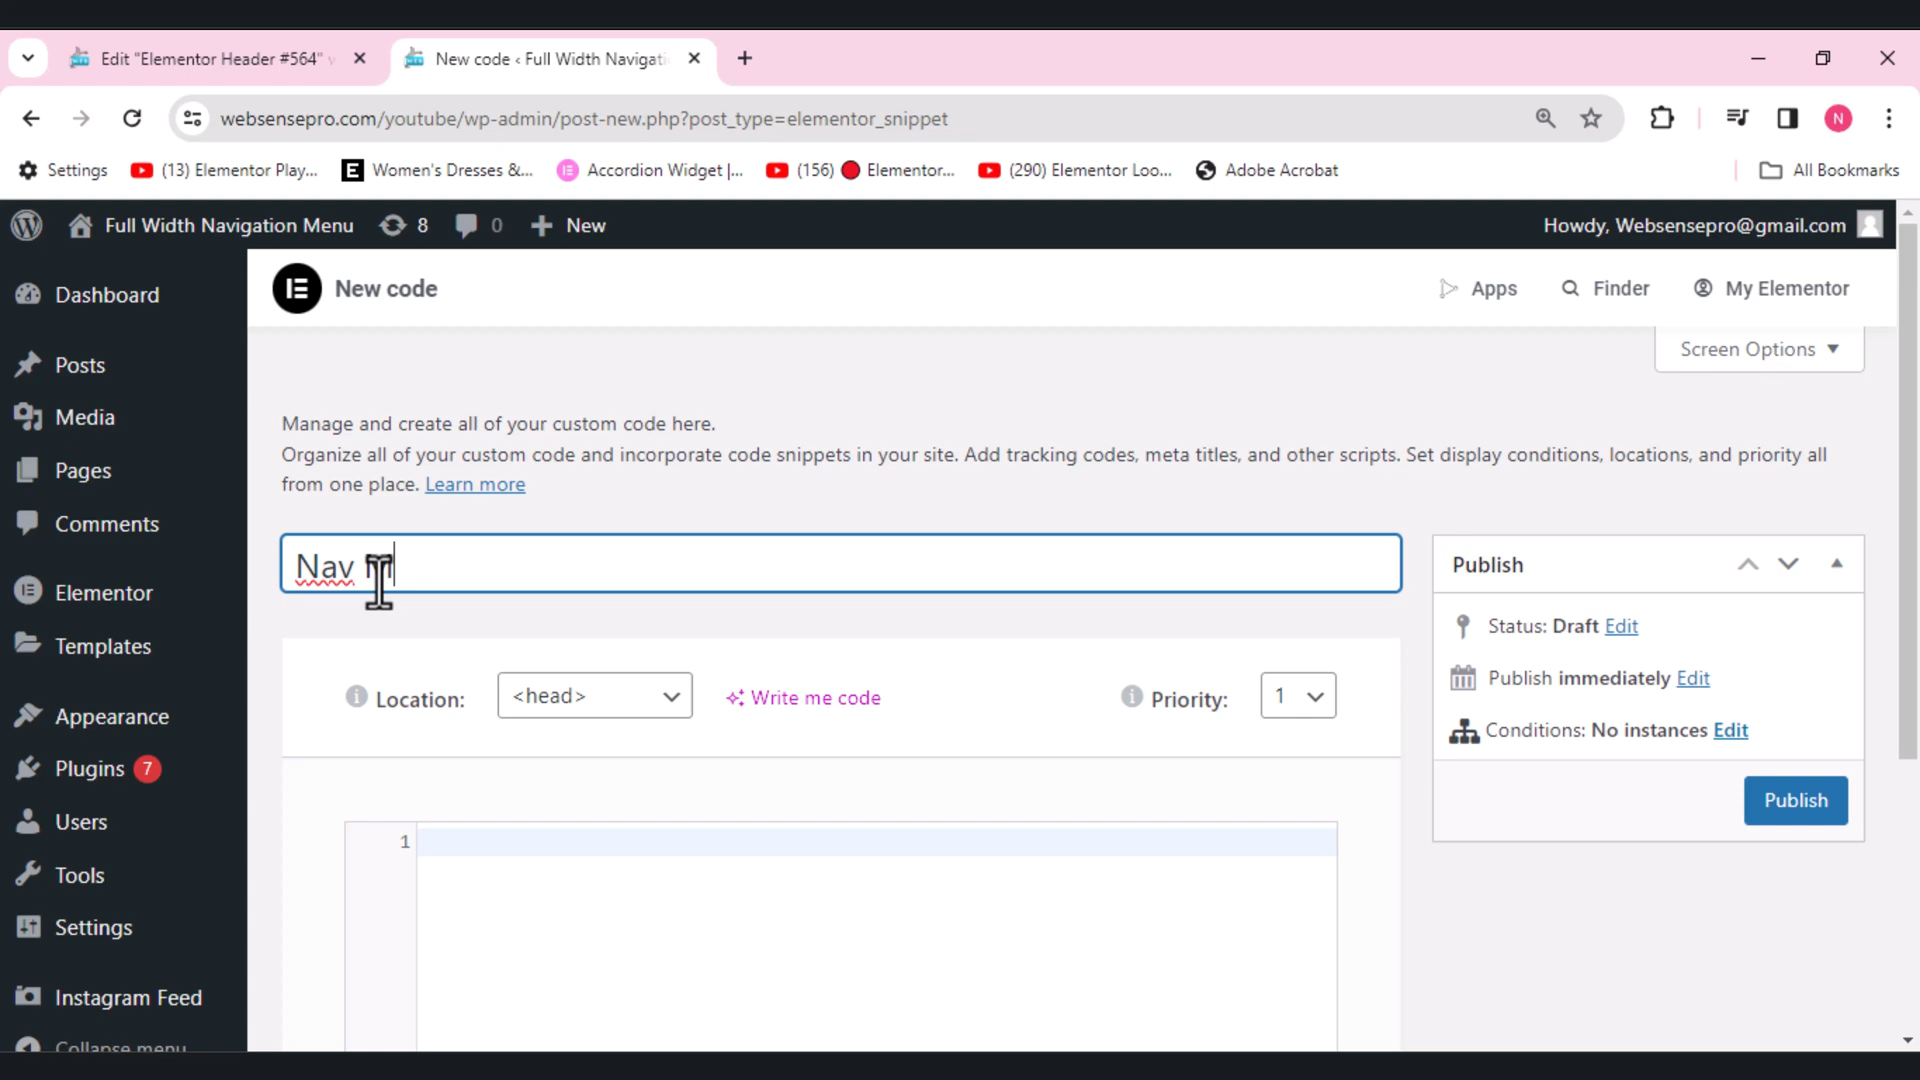 Edit "Elementor Header #564"
New code ‹ Full Width Navigati
websensepro.com/youtube/wp-admin/post-new.php?post_type=elementor_snippet
N
Settings
(13) Elementor Play...
Women's Dresses &...
Accordion Widget |...
(156) Elementor...
(290) Elementor Loo...
Adobe Acrobat
All Bookmarks
Full Width Navigation Menu
8
0
New
Howdy, Websensepro@gmail.com
Dashboard
Posts
Media
Pages
Comments
Elementor
Templates
Appearance
Plugins 7
Users
Tools
Settings
Instagram Feed
Collapse menu
New code
Apps
Finder
My Elementor
Screen Options
Manage and create all of your custom code here.
Organize all of your custom code and incorporate code snippets in your site. Add tracking codes, meta titles, and other scripts. Set display conditions, locations, and priority all
from one place. Learn more
Nav m
Location:
<head>
Write me code
Priority:
1
1
Publish
Status: Draft Edit
Publish immediately Edit
Conditions: No instances Edit
Publish